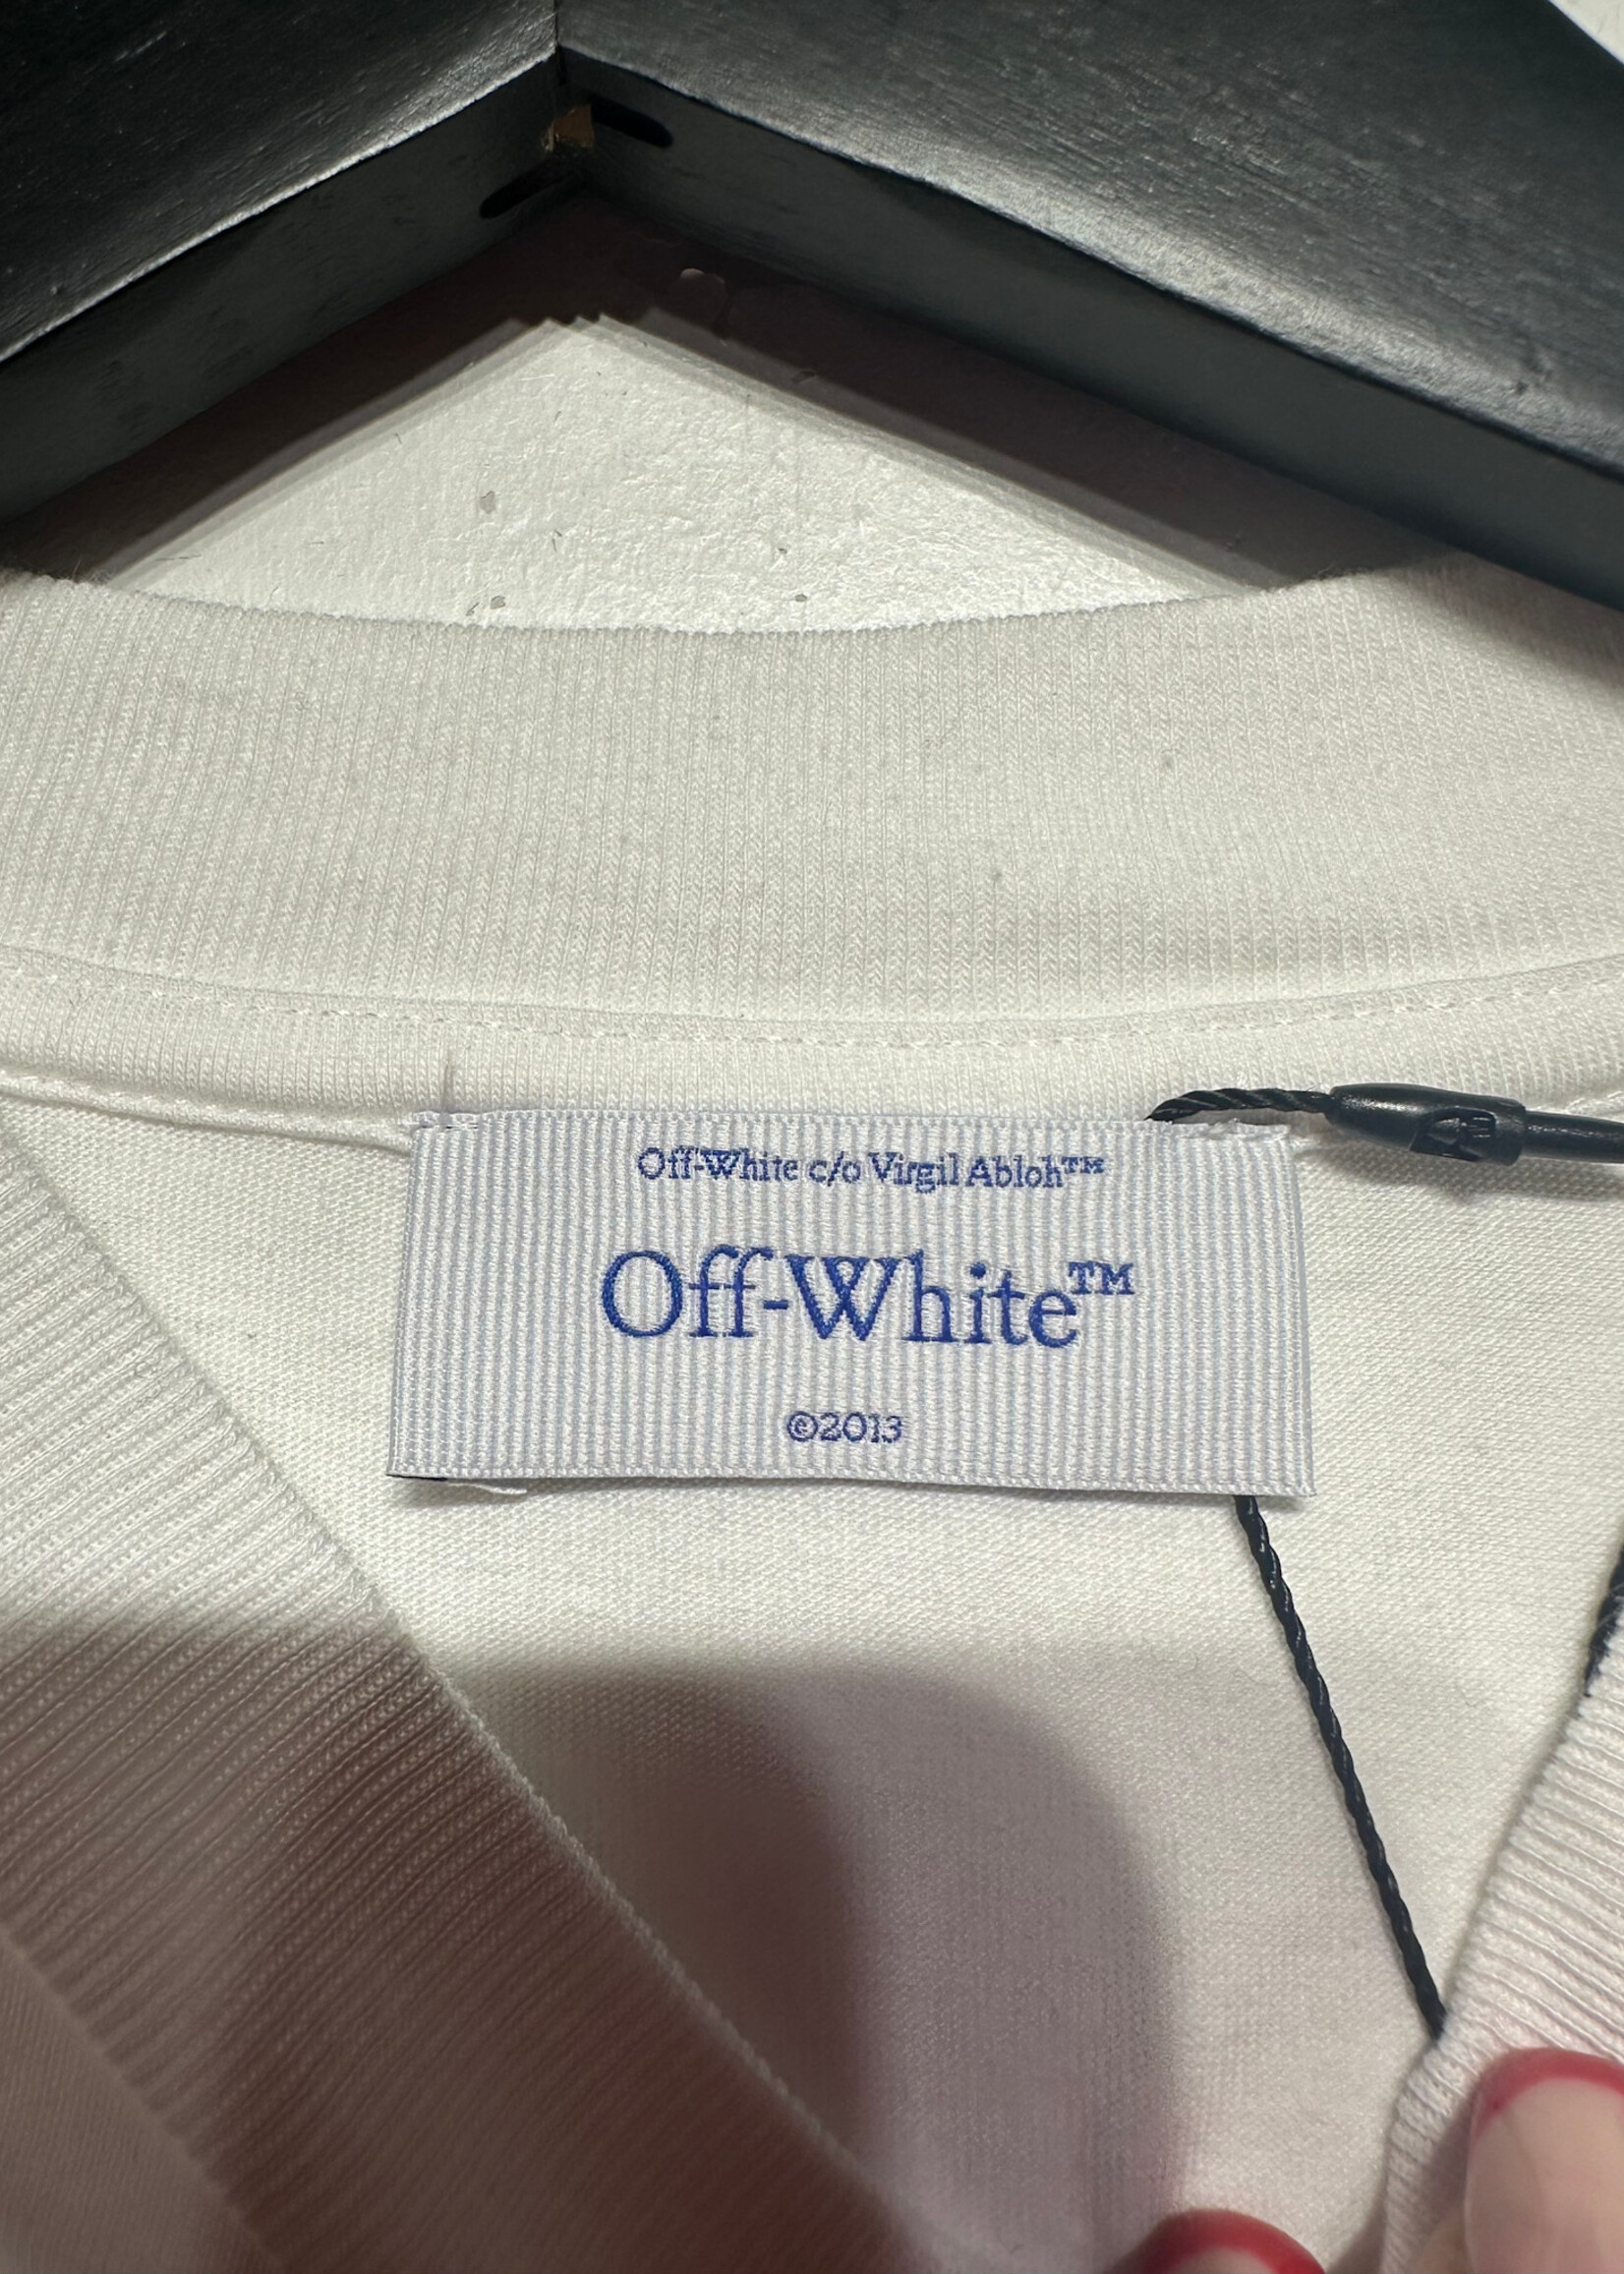 Off-White c/o Virgil Abloh™
Off-White™
©2013